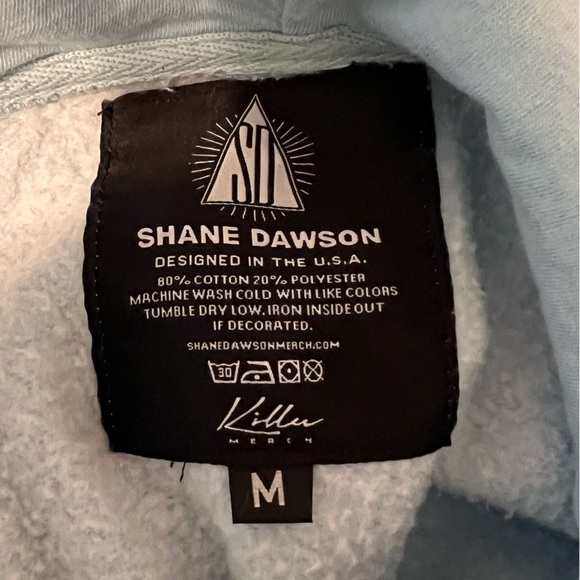 SD
SHANE DAWSON
DESIGNED IN THE U.S.A.
80% COTTON 20% POLYESTER
MACHINE WASH COLD WITH LIKE COLORS
TUMBLE DRY LOW. IRON INSIDE OUT
IF DECORATED.
SHANEDAWSONMERCH.COM
30
Killer
MERCH
M